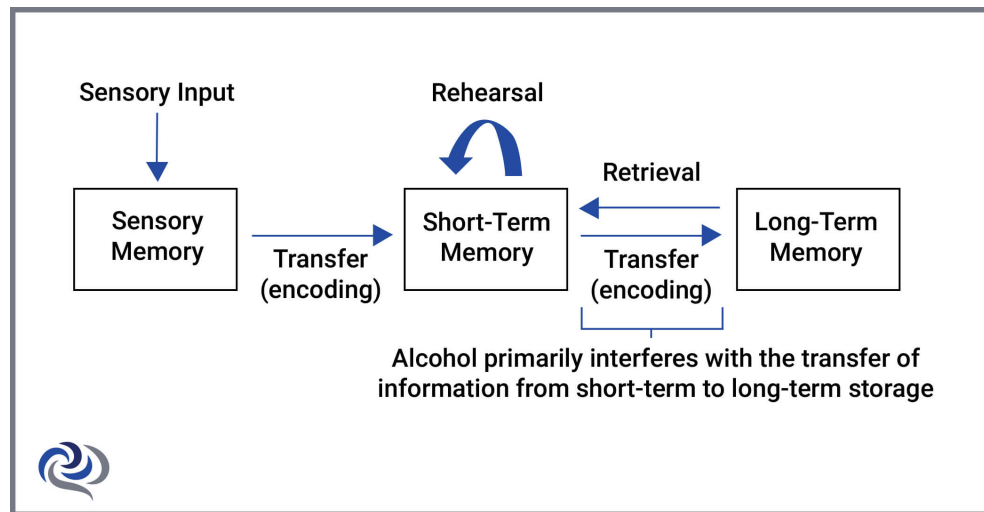 Sensory Input
Rehearsal
Retrieval
Sensory
Memory
Short-Term
Memory
Long-Term
Memory
Transfer
(encoding)
Transfer
(encoding)
Alcohol primarily interferes with the transfer of
information from short-term to long-term storage